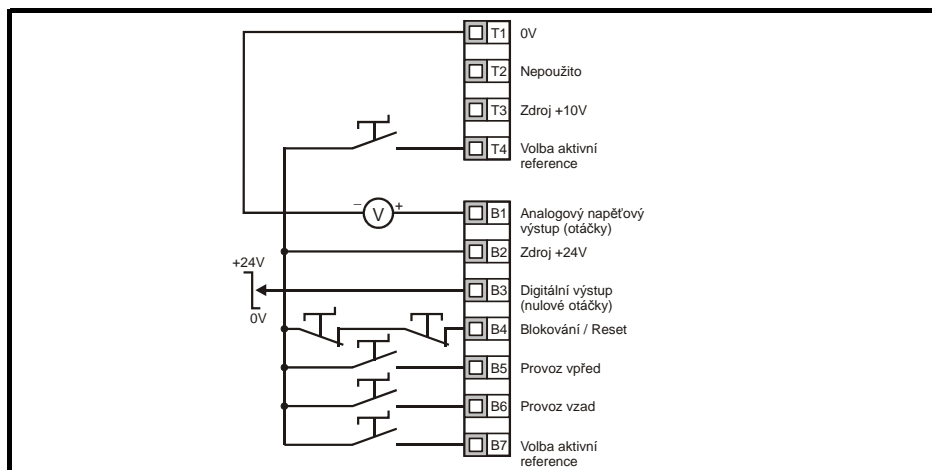 T1 0V
T2 Nepoužito
T3 Zdroj +10V
T4 Volba aktivní
reference
− V + B1 Analogový napěťový
výstup (otáčky)
B2 Zdroj +24V
+24V
B3 Digitální výstup
(nulové otáčky)
0V
B4 Blokování / Reset
B5 Provoz vpřed
B6 Provoz vzad
B7 Volba aktivní
reference